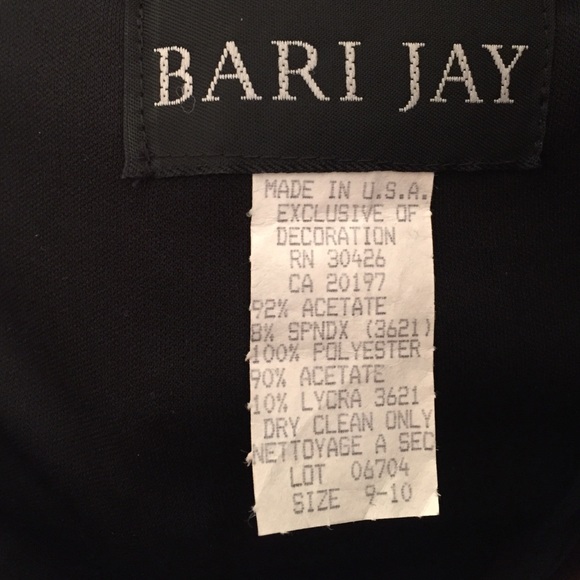 BARI JAY
MADE IN U.S.A.
EXCLUSIVE OF
DECORATION
RN 30426
CA 20197
92% ACETATE
8% SPNDX (3621)
100% POLYESTER
90% ACETATE
10% LYCRA 3621
DRY CLEAN ONLY
NETTOYAGE A SEC
LOT 06704
SIZE 9-10